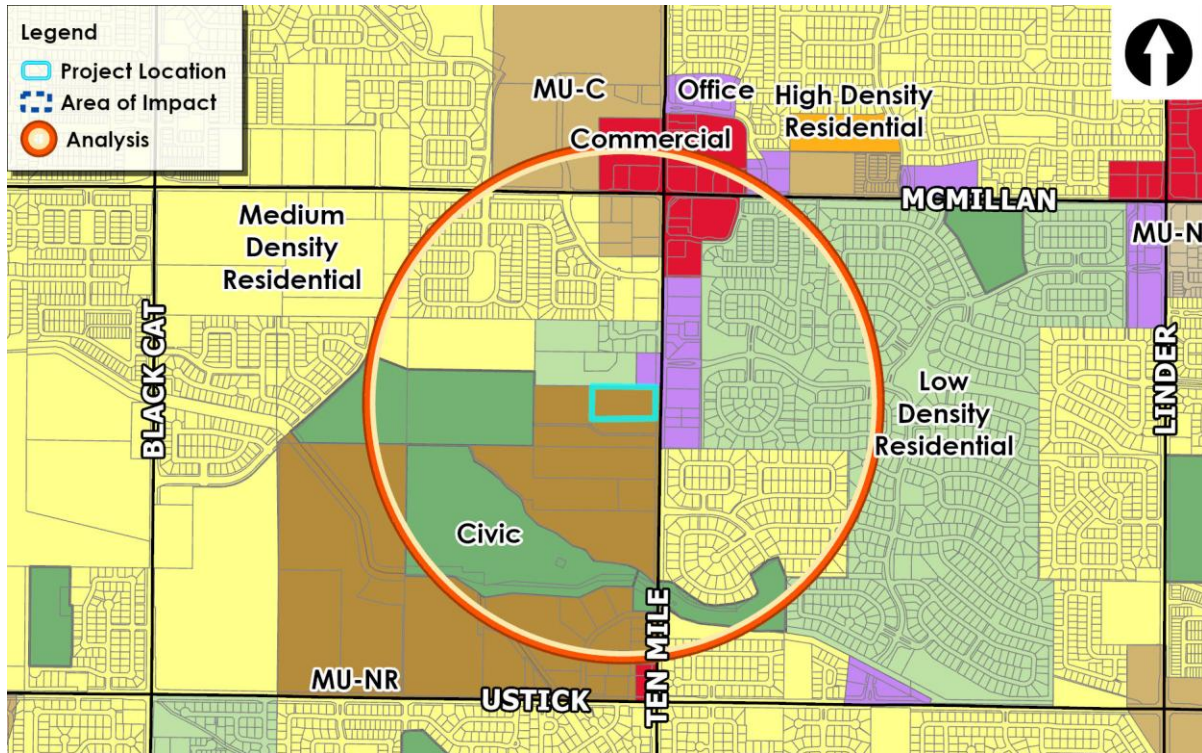 Legend
Project Location
Area of Impact
Analysis
MU-C
Office
High Density
Residential
Commercial
MCMILLAN
Medium
Density
Residential
MU-N
BLACK CAT
LINDER
Low
Density
Residential
Civic
TEN MILE
MU-NR
USTICK